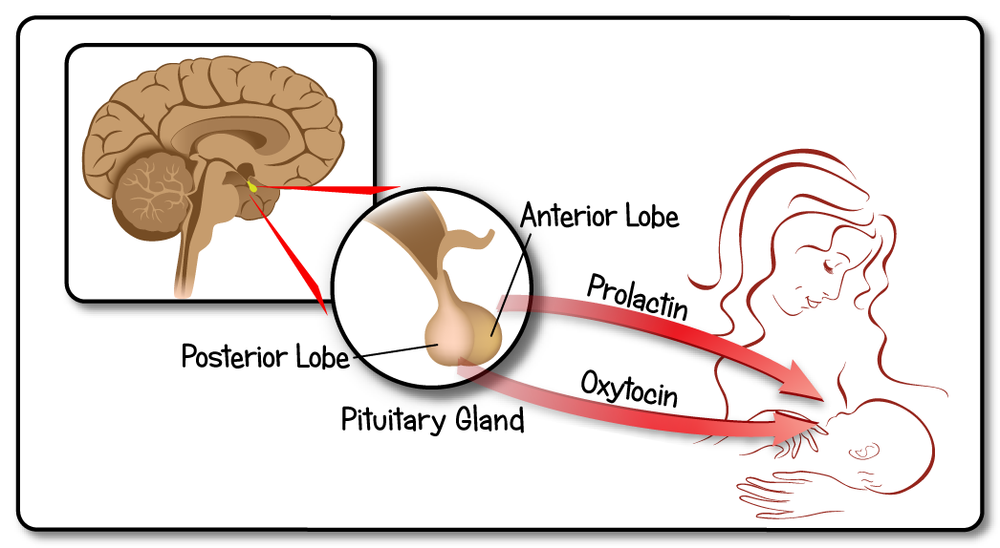 Anterior Lobe
Prolactin
Posterior Lobe
Oxytocin
Pituitary Gland